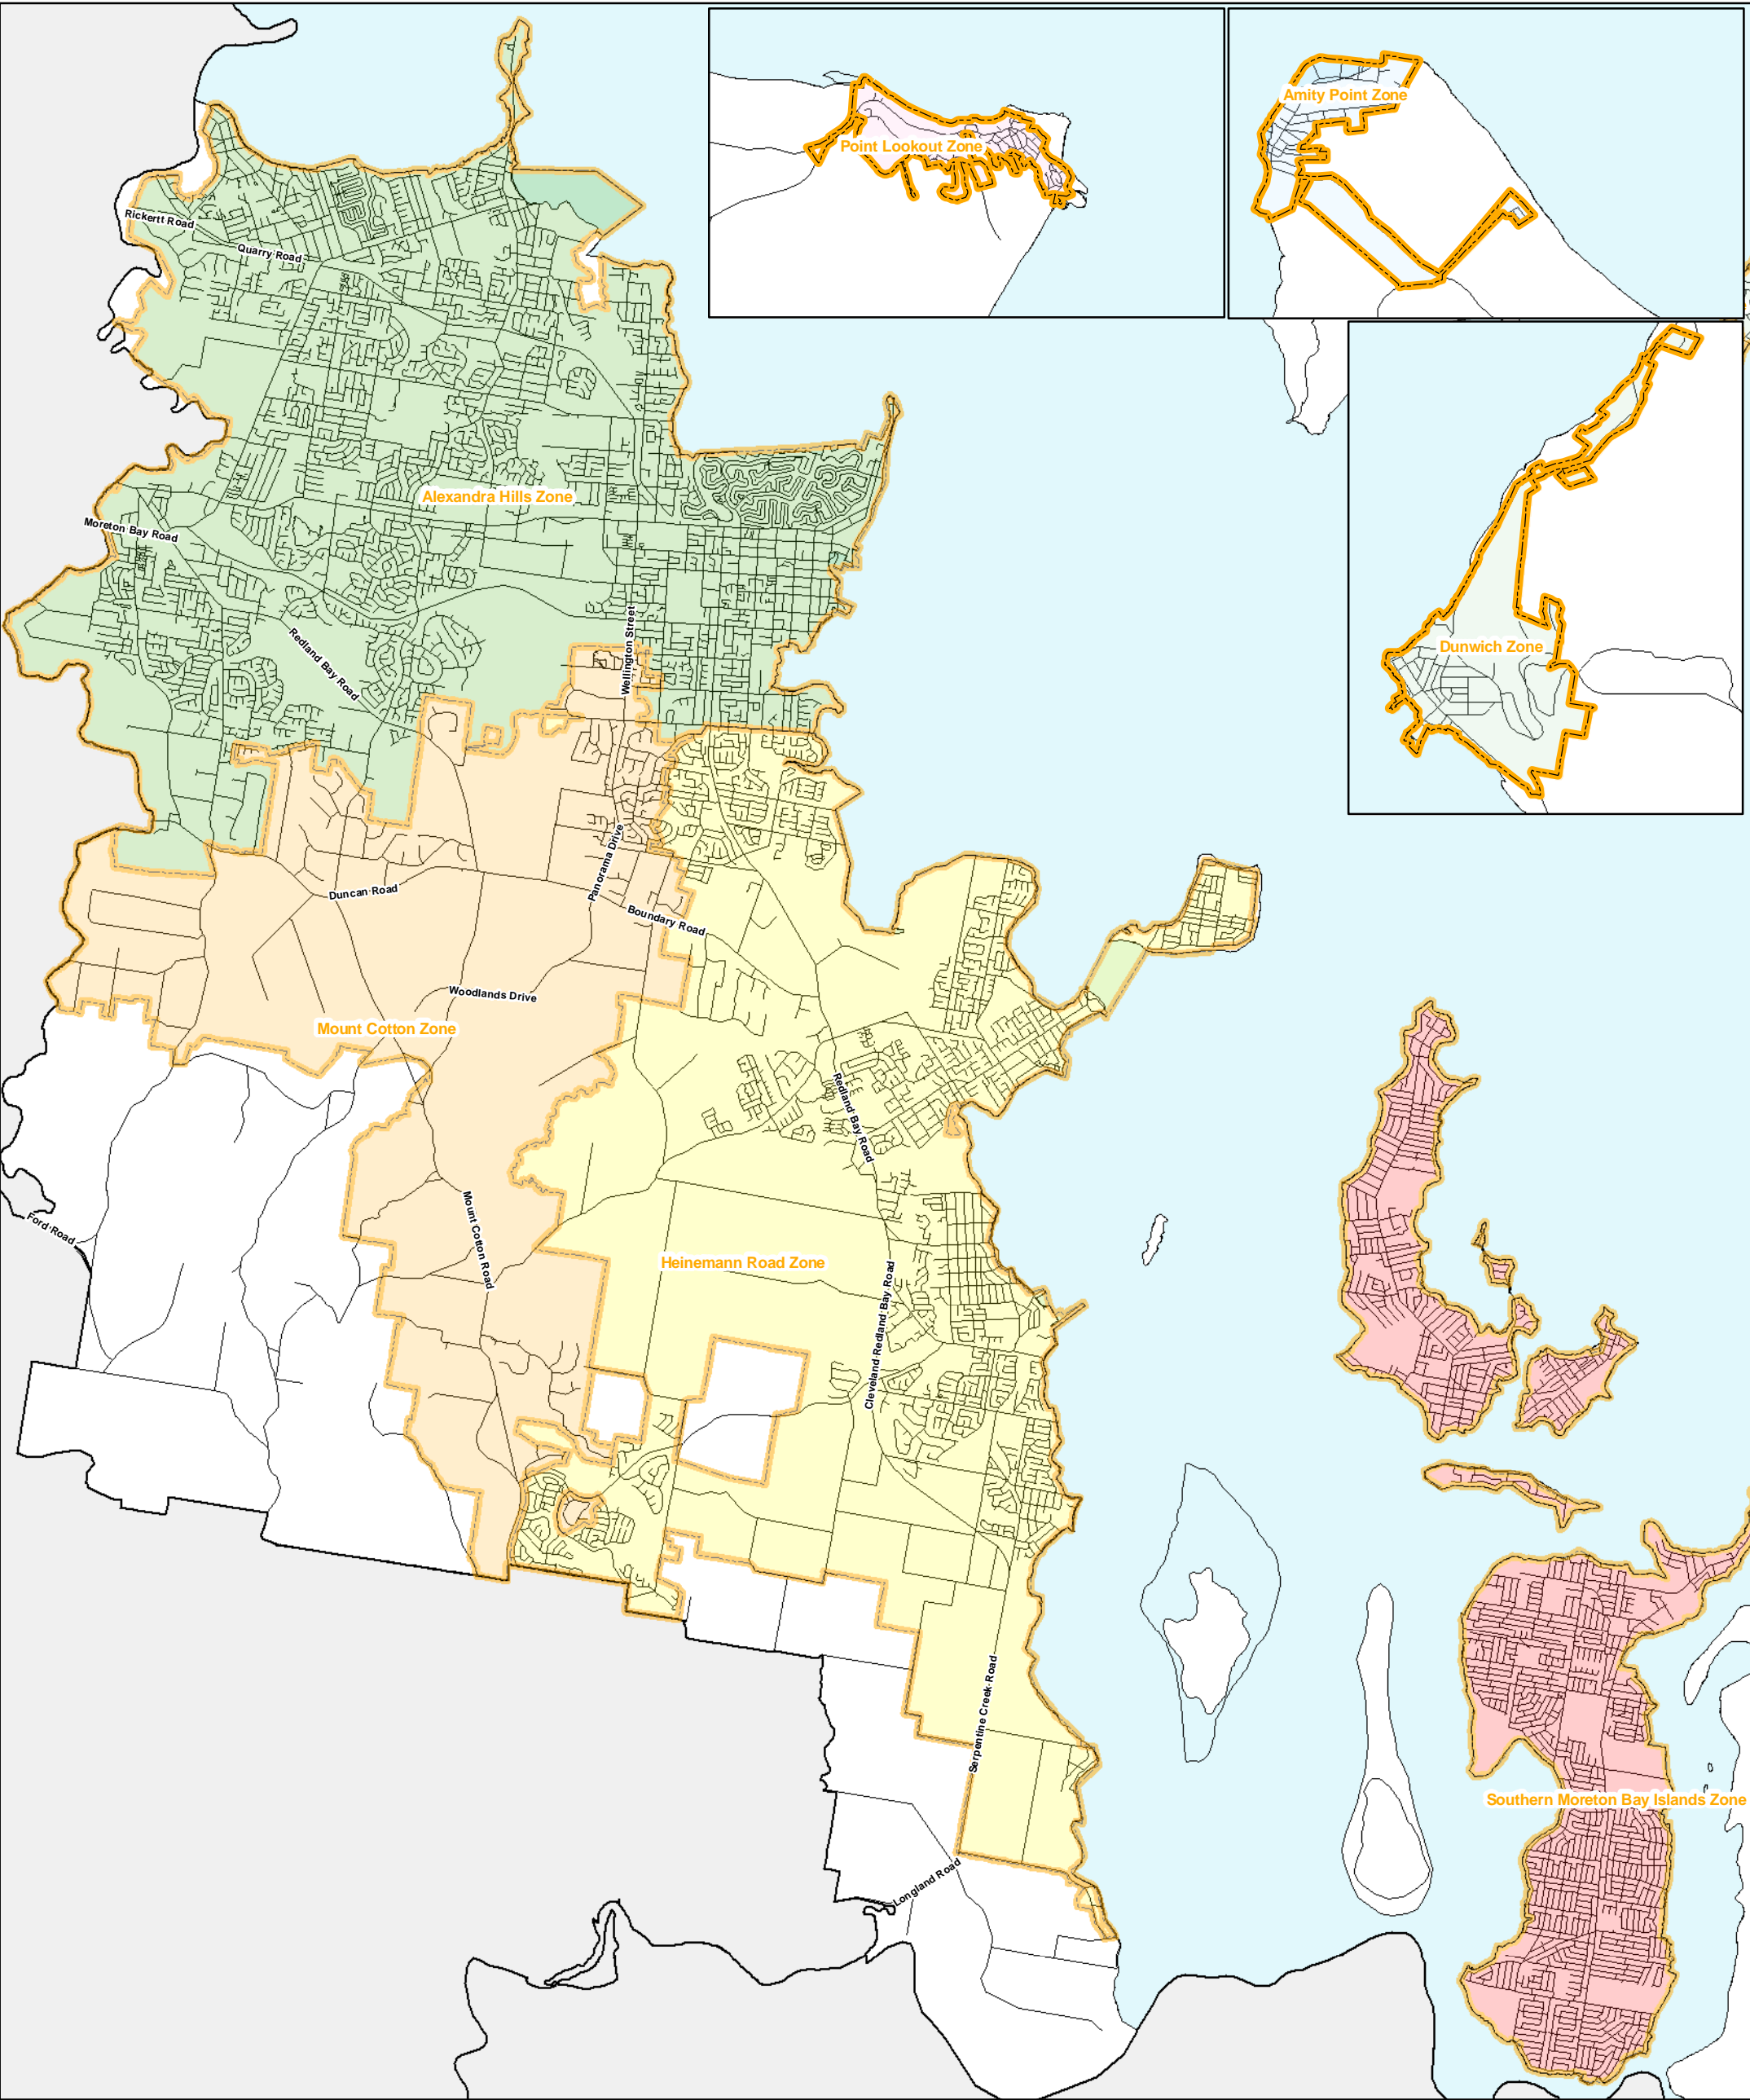 Amity Point Zone
Point Lookout Zone
Rickertt Road
Quarry Road
Alexandra Hills Zone
Moreton Bay Road
Wellington Street
Redland Bay Road
Dunwich Zone
Panorama Drive
Duncan Road
Boundary Road
Woodlands Drive
Mount Cotton Zone
Redland Bay Road
Ford Road
Mount Cotton Road
Heinemann Road Zone
Cleveland Redland Bay Road
Serpentine Creek Road
Southern Moreton Bay Islands Zone
Longland Road